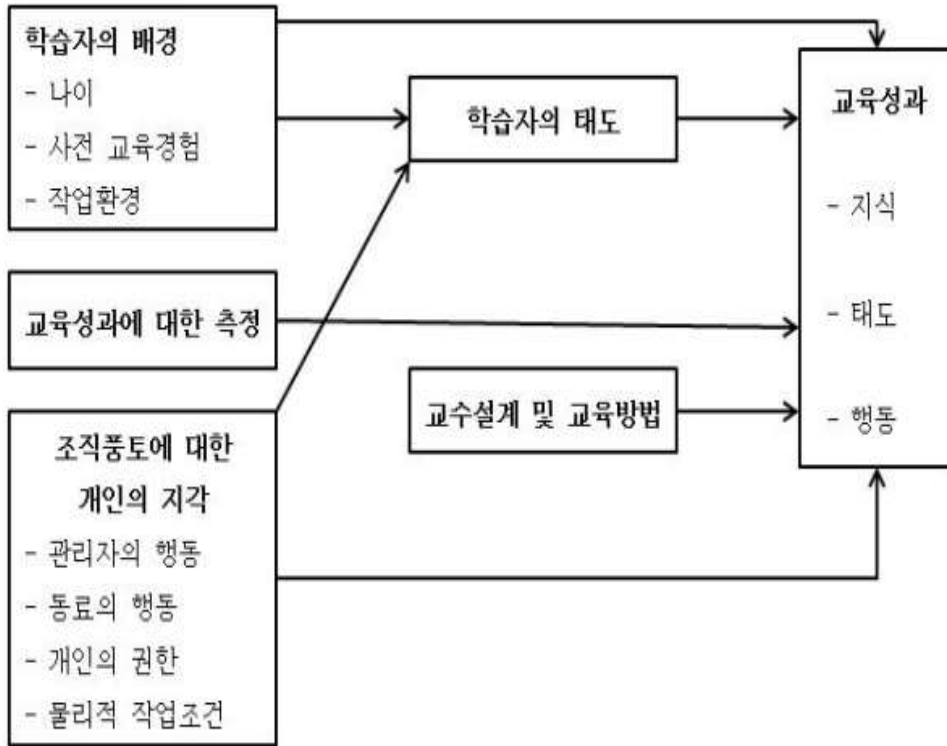 학습자의 배경
- 나이
- 사전 교육경험
- 작업환경
학습자의 태도
교육성과
- 지식
- 태도
- 행동
교육성과에 대한 측정
교수설계 및 교육방법
조직풍토에 대한
개인의 지각
- 관리자의 행동
- 동료의 행동
- 개인의 권한
- 물리적 작업조건